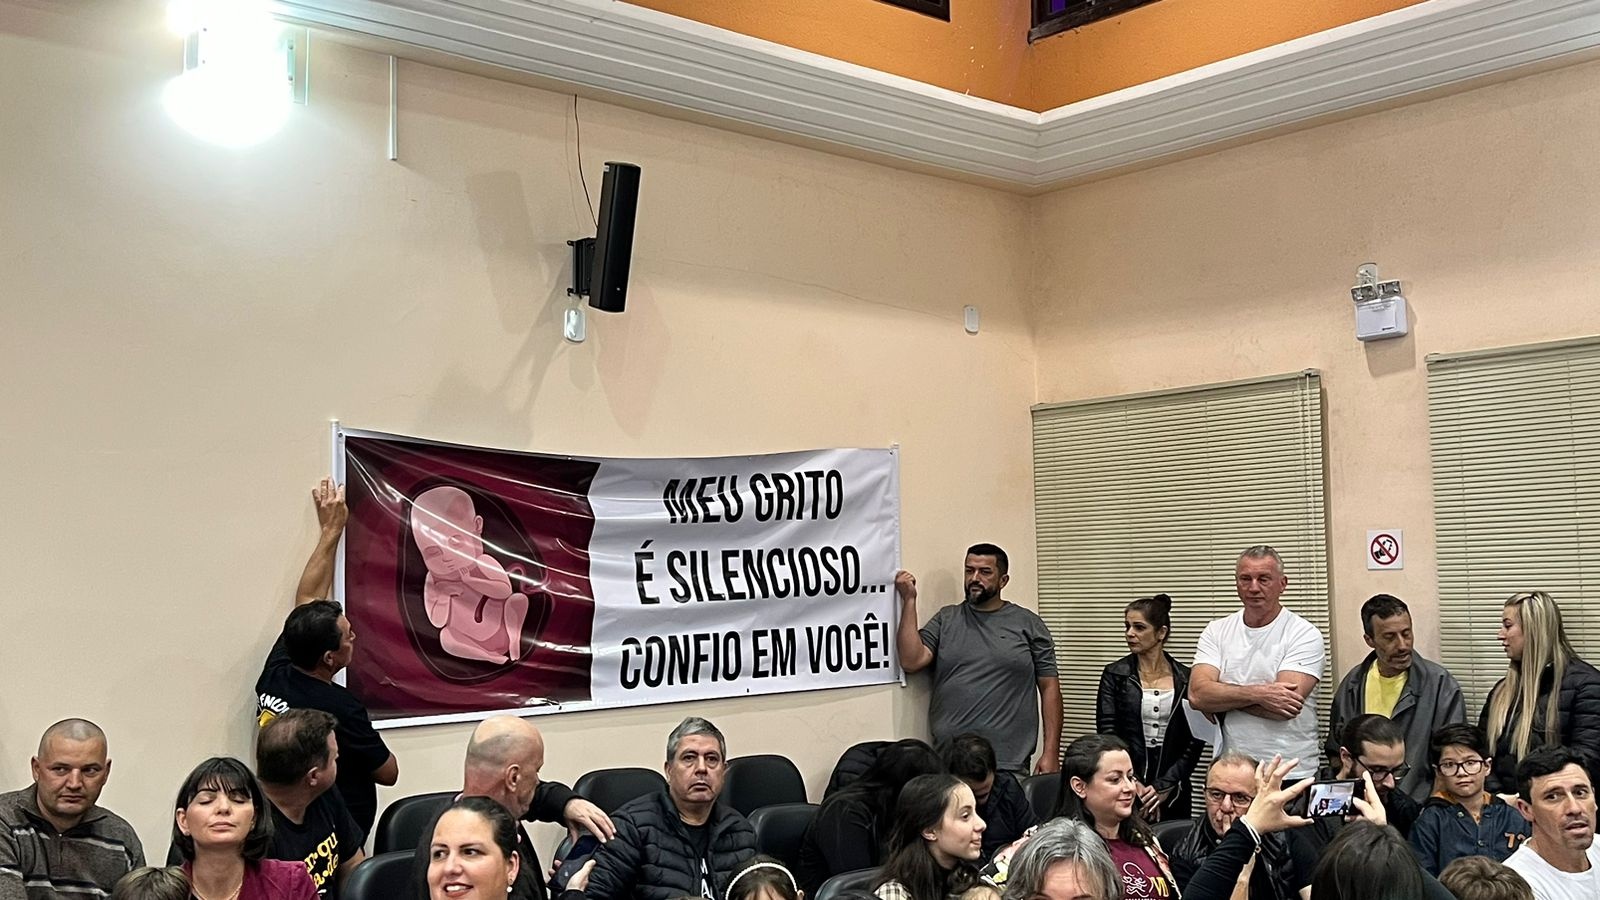 MEU GRITO
É SILENCIOSO...
CONFIO EM VOCÊ!